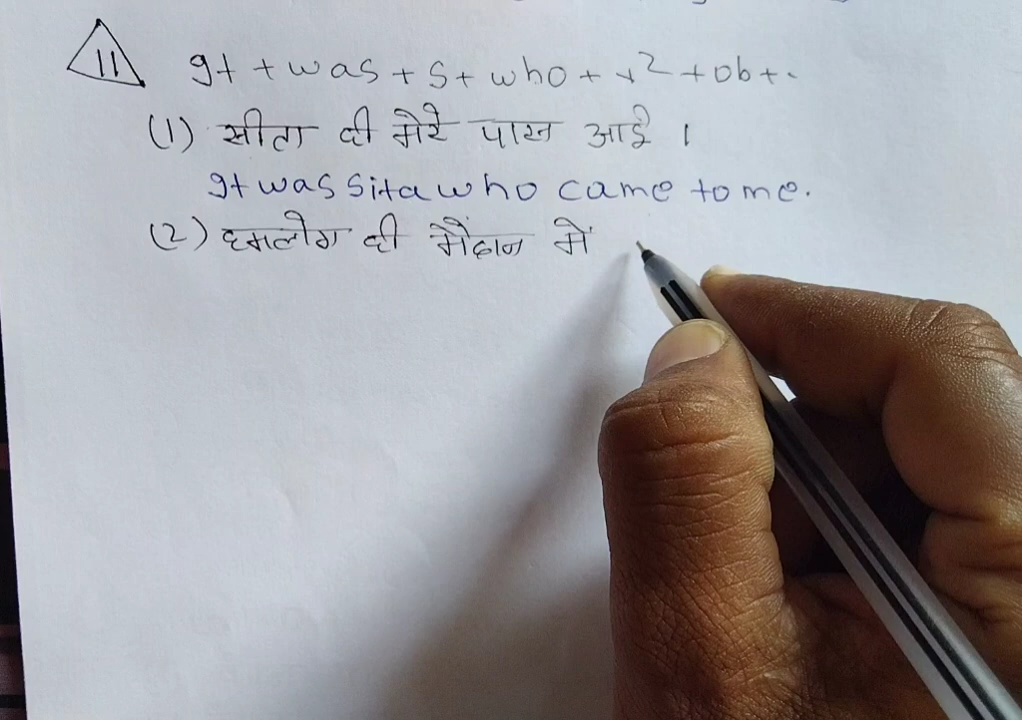 11 It + was + S + who + v2 + ob + .
(1) सीता ही मेरे पास आई ।
It was Sita who came to me.
(2) हमलोग ही मैदान में